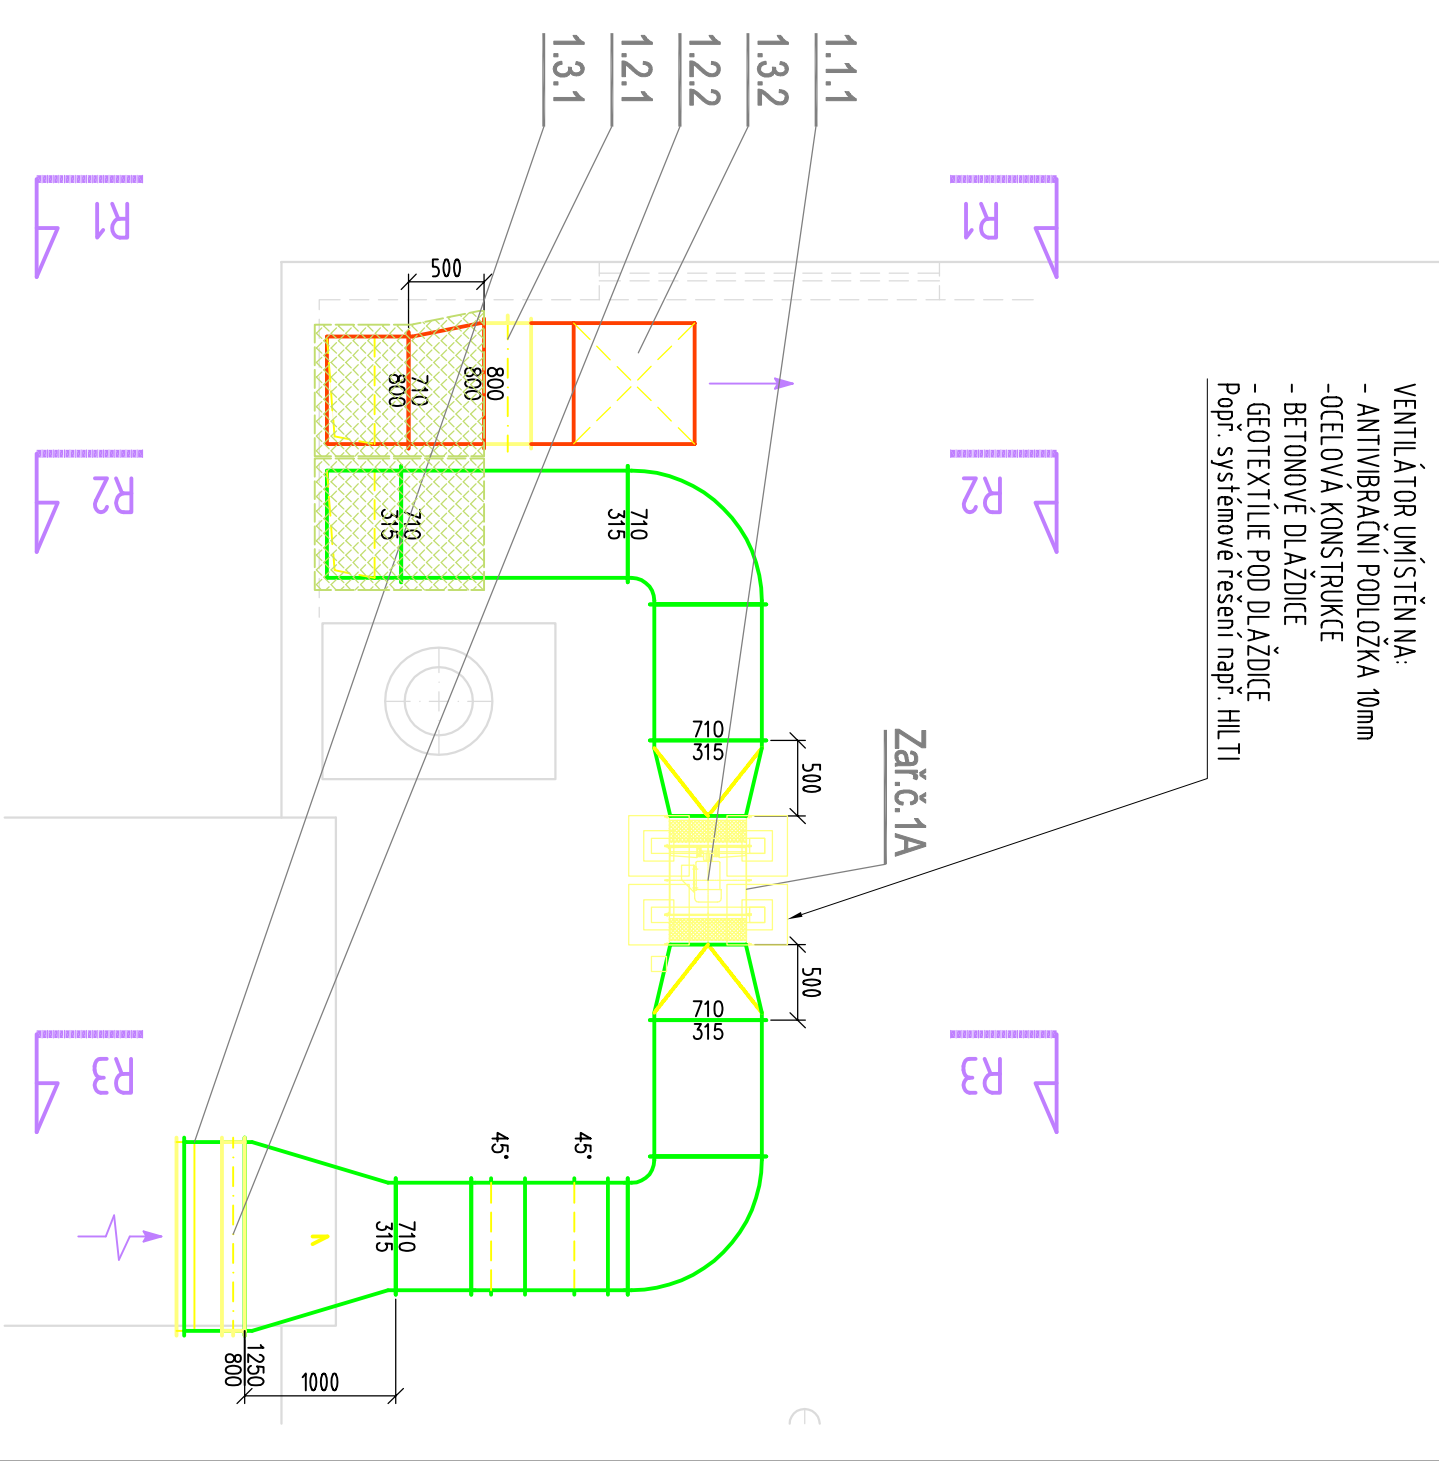 1.1.1
1.3.2
1.2.2
1.2.1
1.3.1
R1
R1
R2
R2
R3
R3
VENTILÁTOR UMÍSTĚN NA:
- ANTIVIBRAČNÍ PODLOŽKA 10mm
-OCELOVÁ KONSTRUKCE
- BETONOVÉ DLAŽDICE
- GEOTEXTÍLIE POD DLAŽDICE
Popř. systémové řešení např. HILTI
Zař.č.1A
500
800
800
710
800
710
315
710
315
710
315
500
500
710
315
45°
45°
710
315
1250
800
1000